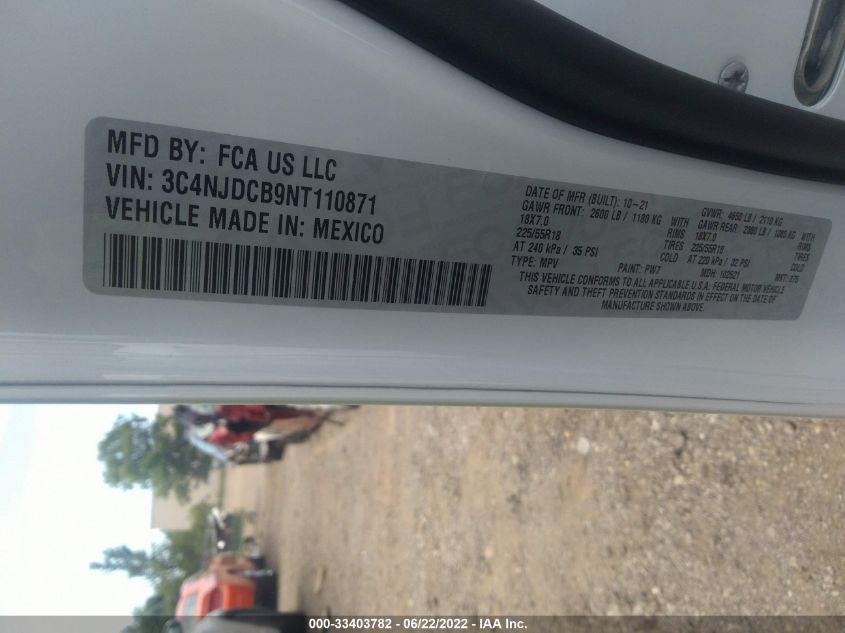 MFD BY: FCA US LLC
VIN: 3C4NJDCB9NT110871
VEHICLE MADE IN: MEXICO
DATE OF MFR (BUILT): 10-21 GVWR: 4650 LB / 2110 KG
GAWR FRONT: 2600 LB / 1180 KG WITH GAWR REAR: 2380 LB / 1080 KG WITH
18X7.0 RIMS 18X7.0 RIMS
225/55R18 TIRES 225/55R18 TIRES
AT 240 kPa / 35 PSI COLD AT 220 kPa / 32 PSI COLD
TYPE: MPV PAINT: PW7 MDH: 102521 MKT:
THIS VEHICLE CONFORMS TO ALL APPLICABLE U.S.A. FEDERAL MOTOR VEHICLE
SAFETY AND THEFT PREVENTION STANDARDS IN EFFECT ON THE DATE OF
MANUFACTURE SHOWN ABOVE.
000-33403782 - 06/22/2022 - IAA Inc.